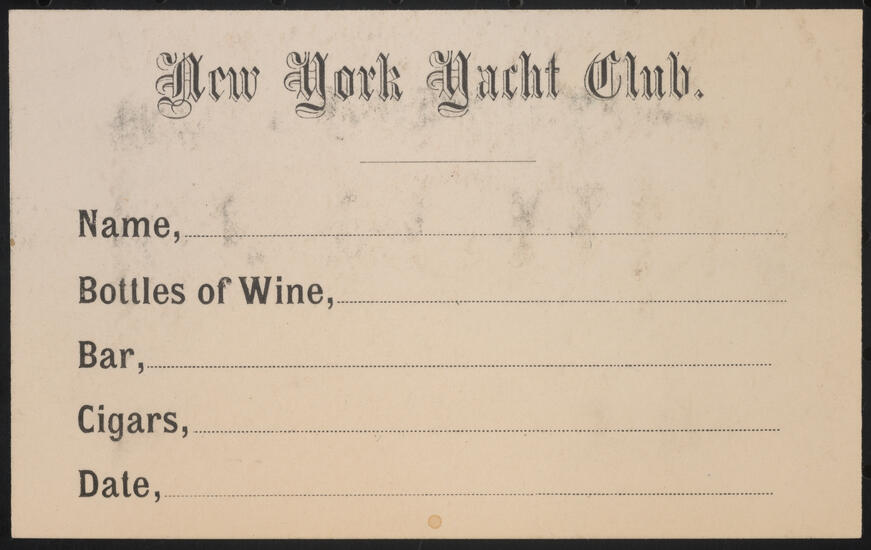 New York Yacht Club.
Name,
Bottles of Wine,
Bar,
Cigars,
Date,